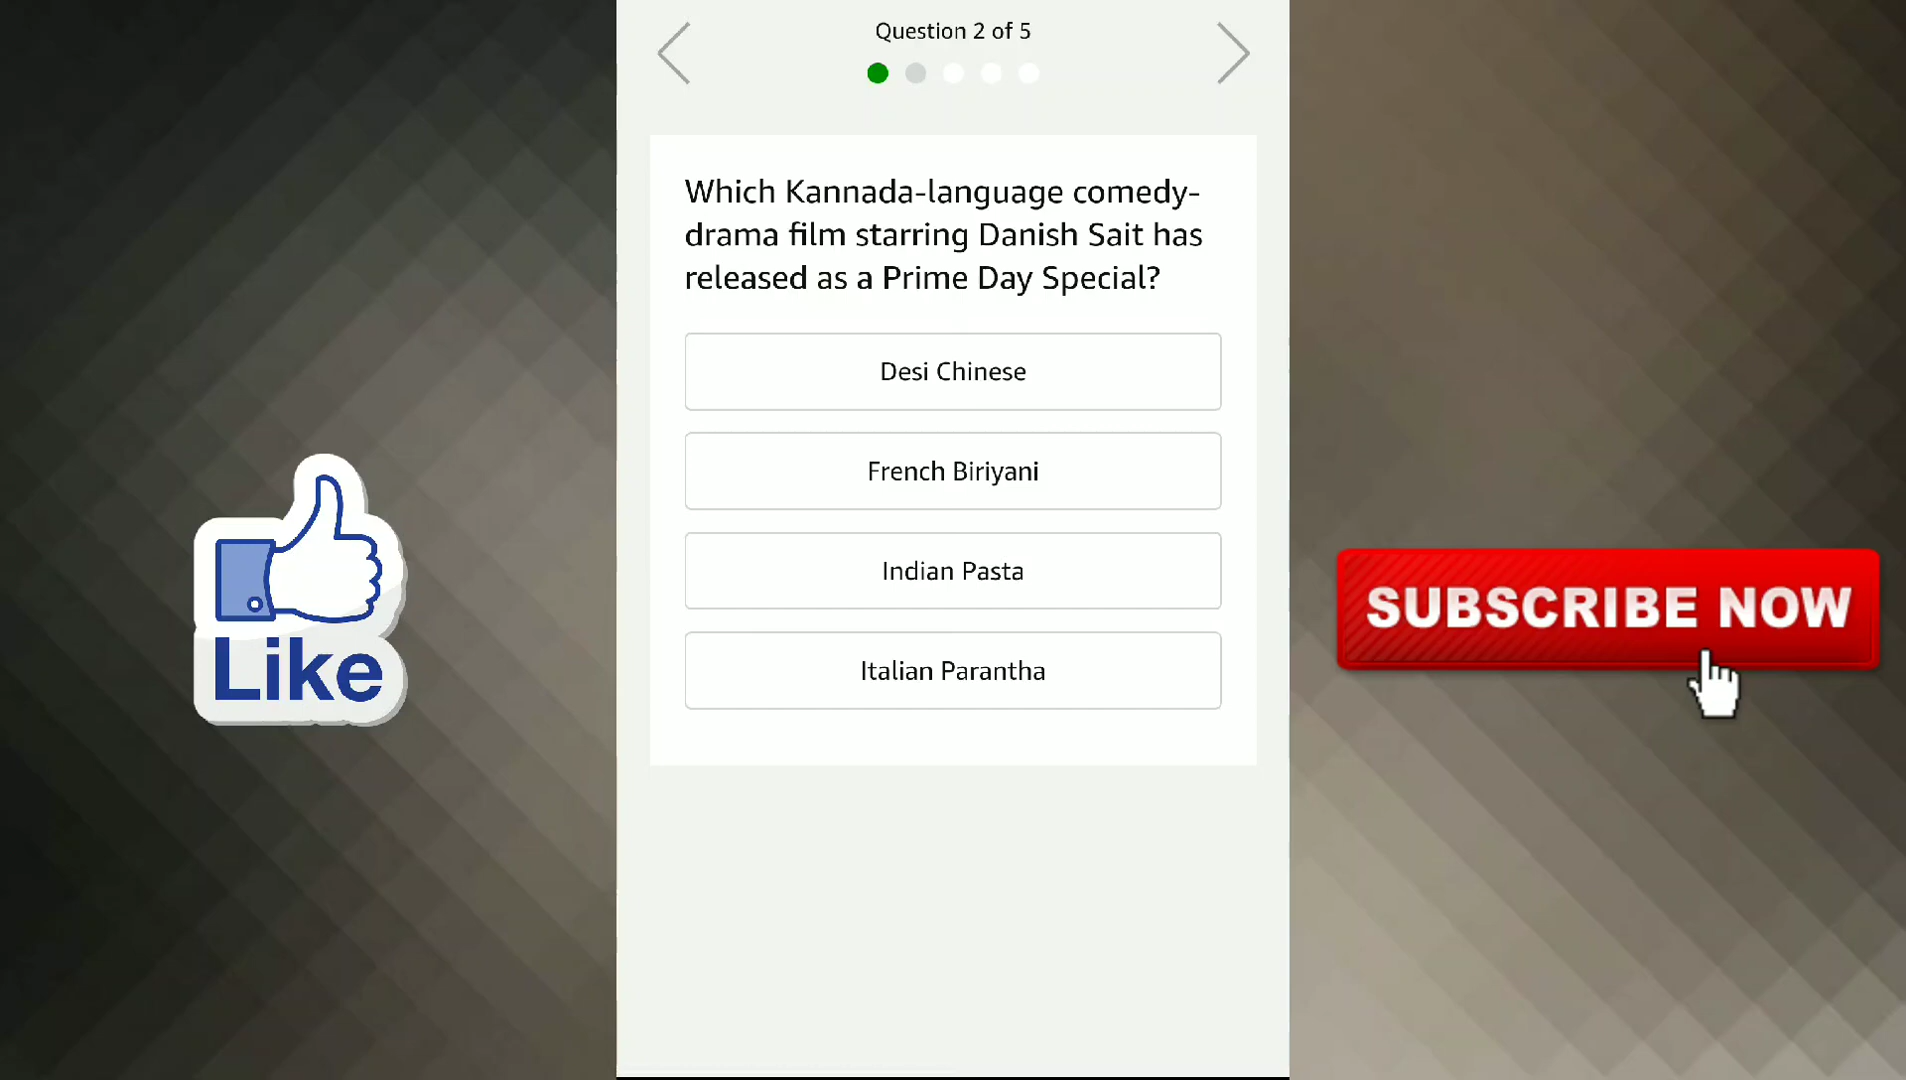 Question 2 of 5
Which Kannada-language comedy-
drama film starring Danish Sait has
released as a Prime Day Special?
Desi Chinese
French Biriyani
Indian Pasta
Italian Parantha
Like
SUBSCRIBE NOW